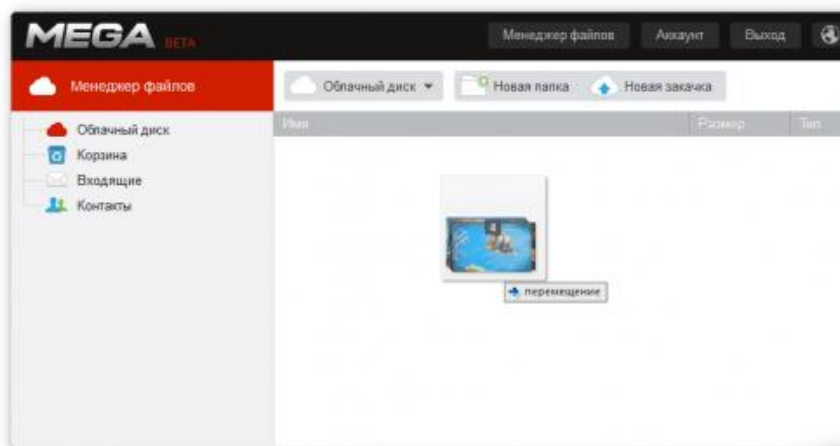 MEGA BETA
Менеджер файлов Аккаунт Выход
Менеджер файлов
Облачный диск Новая папка Новая закачка
Имя Размер Тип
Облачный диск
Корзина
Входящие
Контакты
4
перемещение